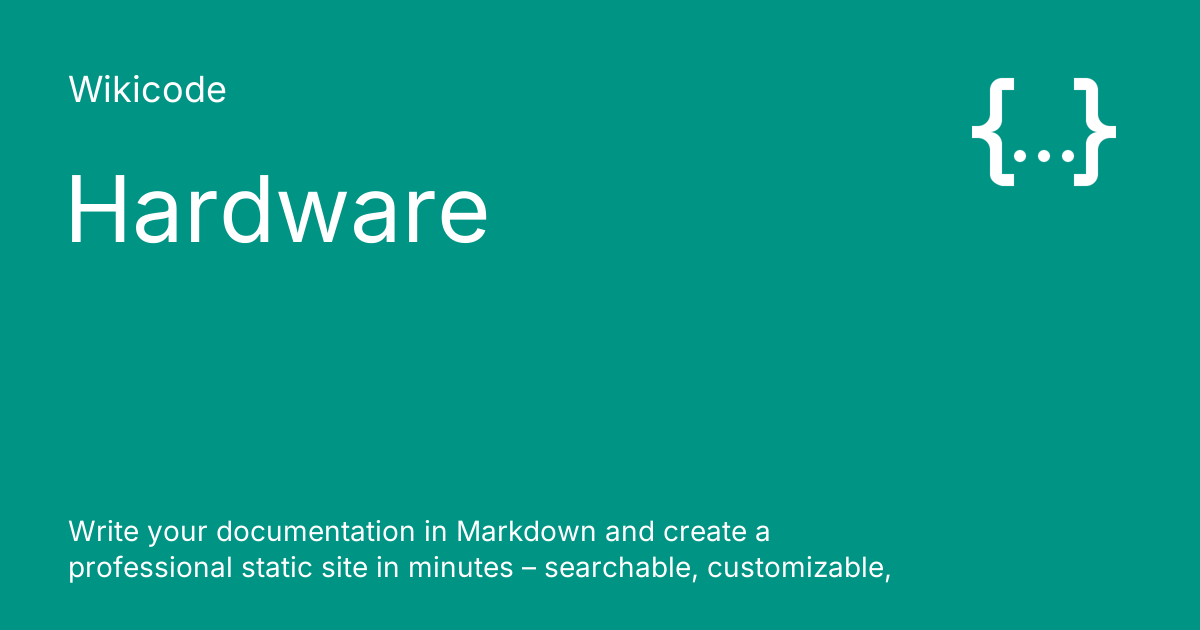 Wikicode
{...}
Hardware
Write your documentation in Markdown and create a
professional static site in minutes – searchable, customizable,